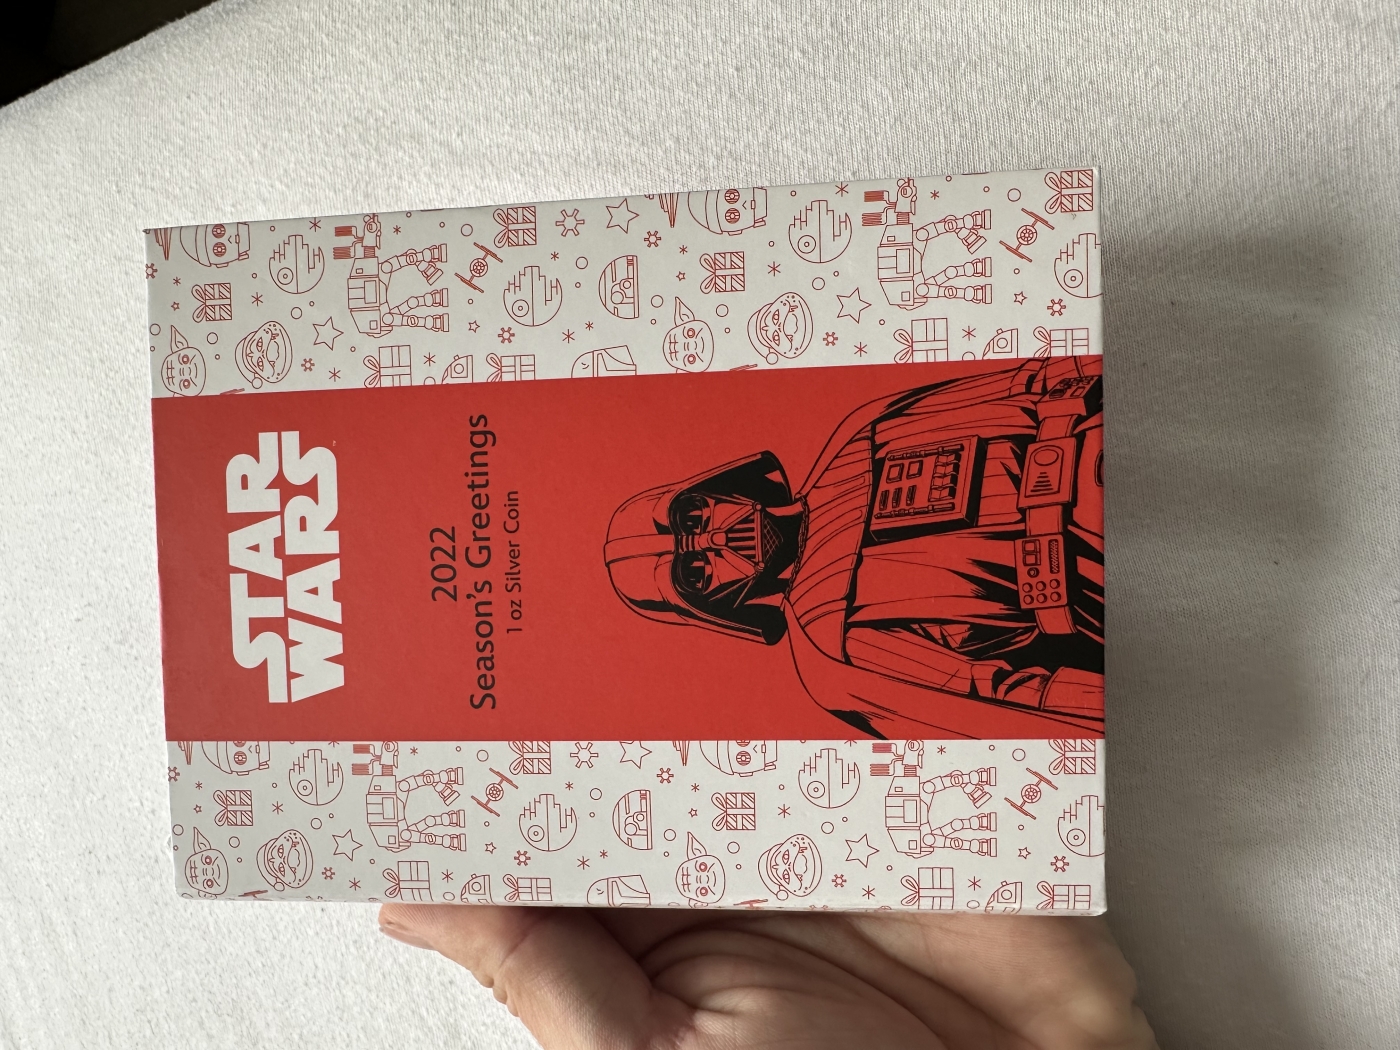 STAR
WARS
2022
Season's Greetings
1 oz Silver Coin